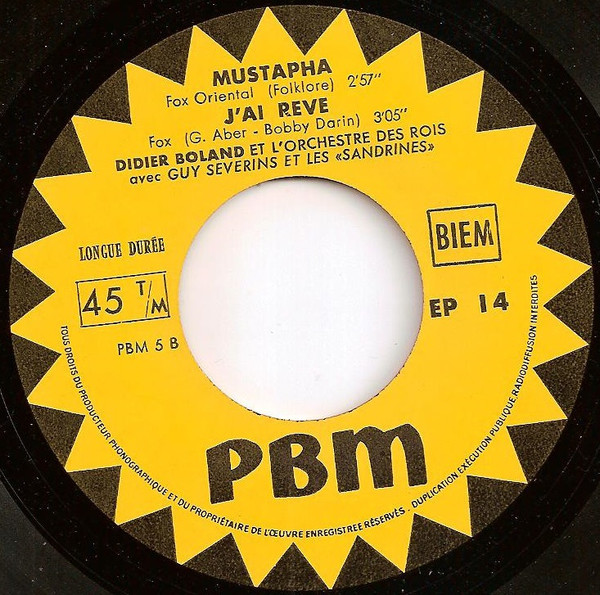 MUSTAPHA
Fox Oriental (Folklore) 2'57"
J'AI REVE
Fox (G. Aber - Bobby Darin) 3'05"
DIDIER BOLAND ET L'ORCHESTRE DES ROIS
avec GUY SEVERINS ET LES «SANDRINES»
LONGUE DURÉE
BIEM
45 T/M
EP 14
PBM 5 B
PBM
TOUS DROITS DU PRODUCTEUR PHONOGRAPHIQUE ET DU PROPRIÉTAIRE DE L'ŒUVRE ENREGISTREE RÉSERVÉS. DUPLICATION EXÉCUTION PUBLIQUE RADIODIFFUSION INTERDITES